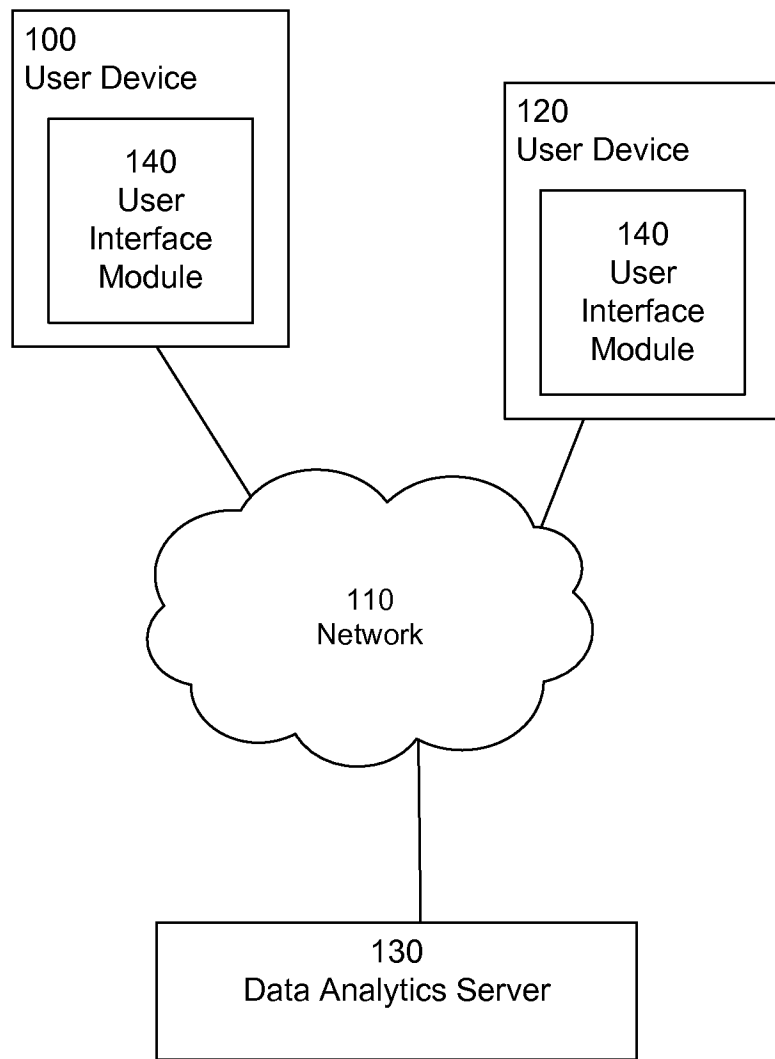 100
User Device
140
User
Interface
Module
120
User Device
140
User
Interface
Module
110
Network
130
Data Analytics Server